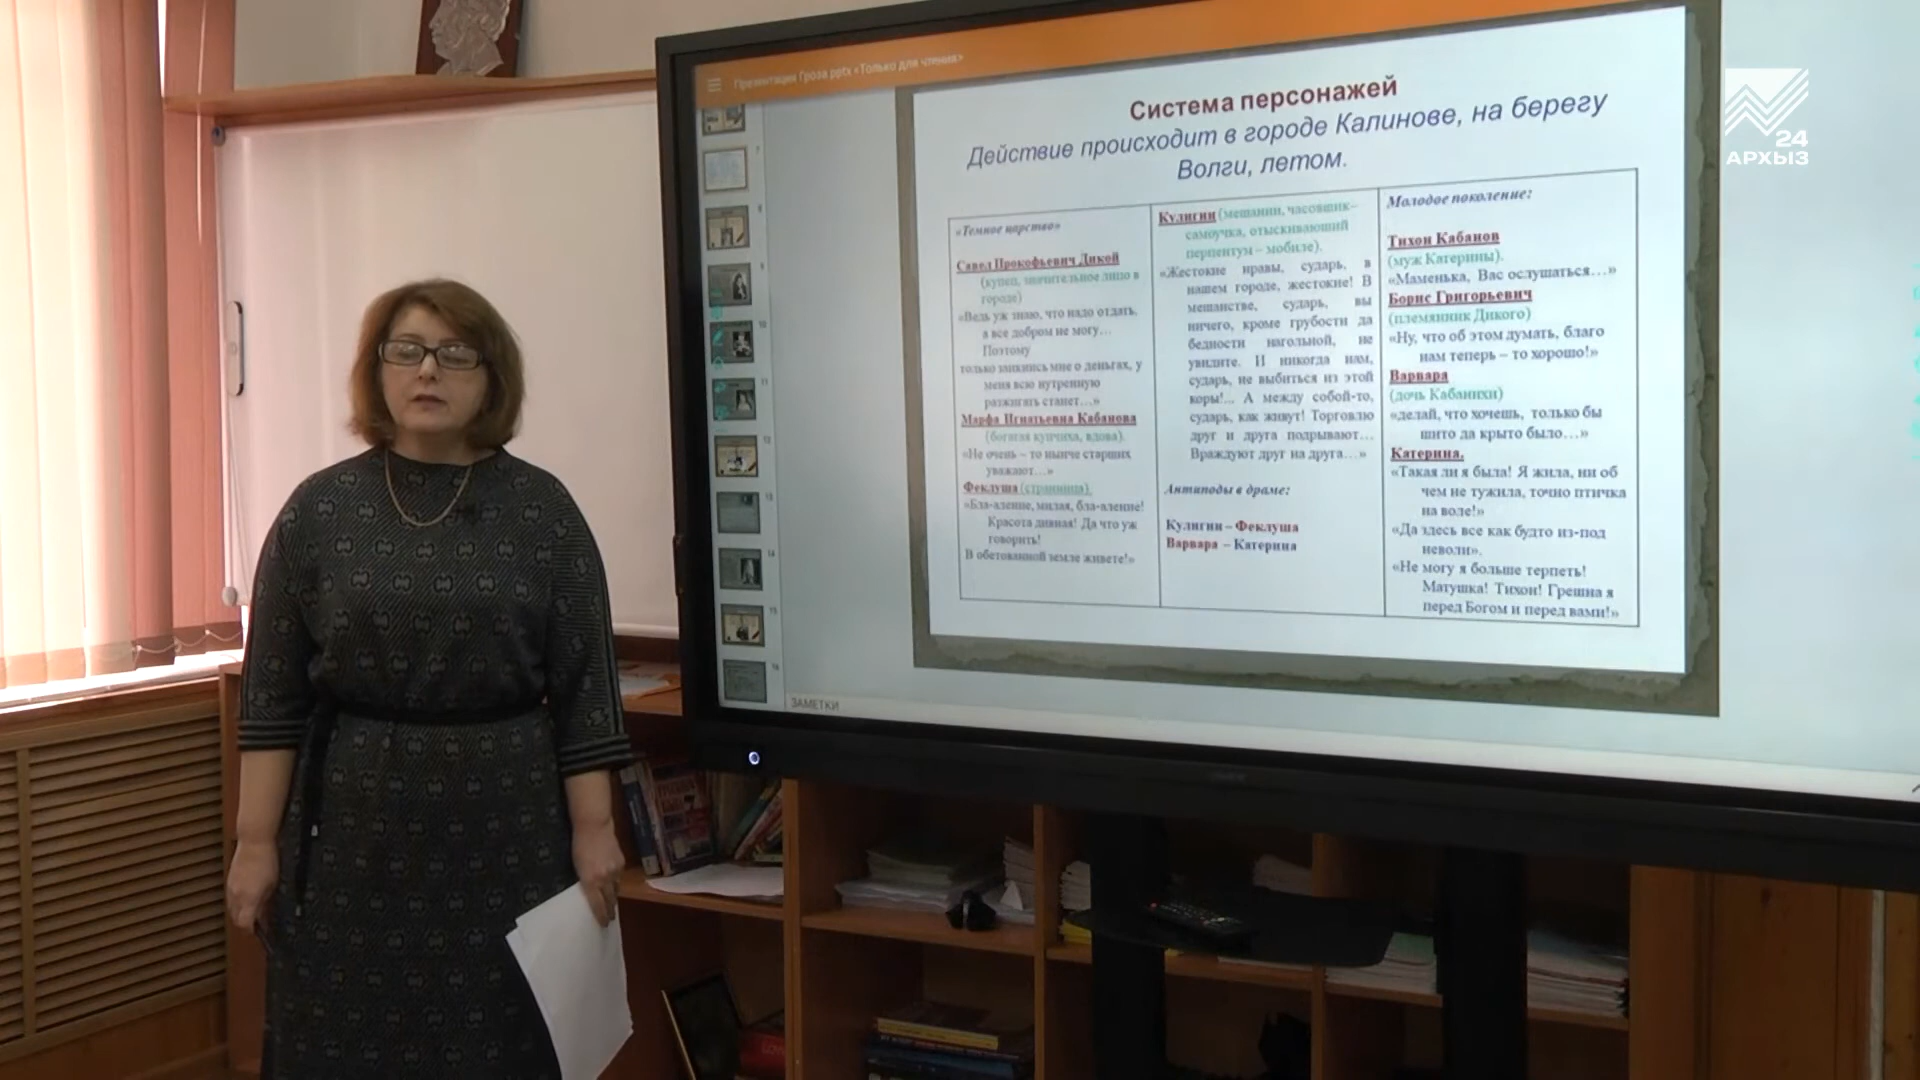 Презентация Гроза.pptx «Только для чтения»
Система персонажей
Действие происходит в городе Калинове, на берегу
Волги, летом.
«Темное царство»
Савел Прокофьевич Дикой
(купец, значительное лицо в
городе)
«Ведь уж знаю, что надо отдать,
а все добром не могу…
Поэтому
только заикнись мне о деньгах, у
меня всю нутренную
разжигать станет…»
Марфа Игнатьевна Кабанова
(богатая купчиха, вдова).
«Не очень – то нынче старших
уважают…»
Феклуша (странница).
«Бла-алепие, милая, бла-алепие!
Красота дивная! Да что уж
говорить!
В обетованной земле живете!»
Кулигин (мещанин, часовщик–
самоучка, отыскивающий
перпентум – мобиле).
«Жестокие нравы, сударь, в
нашем городе, жестокие! В
мещанстве, сударь, вы
ничего, кроме грубости да
бедности нагольной, не
увидите. И никогда нам,
сударь, не выбиться из этой
коры!... А между собой-то,
сударь, как живут! Торговлю
друг и друга подрывают…
Враждуют друг на друга…»
Антиподы в драме:
Кулигин – Феклуша
Варвара – Катерина
Молодое поколение:
Тихон Кабанов
(муж Катерины).
«Маменька, Вас ослушаться…»
Борис Григорьевич
(племянник Дикого)
«Ну, что об этом думать, благо
нам теперь – то хорошо!»
Варвара
(дочь Кабанихи)
«делай, что хочешь, только бы
шито да крыто было…»
Катерина.
«Такая ли я была! Я жила, ни об
чем не тужила, точно птичка
на воле!»
«Да здесь все как будто из-под
неволи».
«Не могу я больше терпеть!
Матушка! Тихон! Грешна я
перед Богом и перед вами!»
ЗАМЕТКИ
24
АРХЫЗ